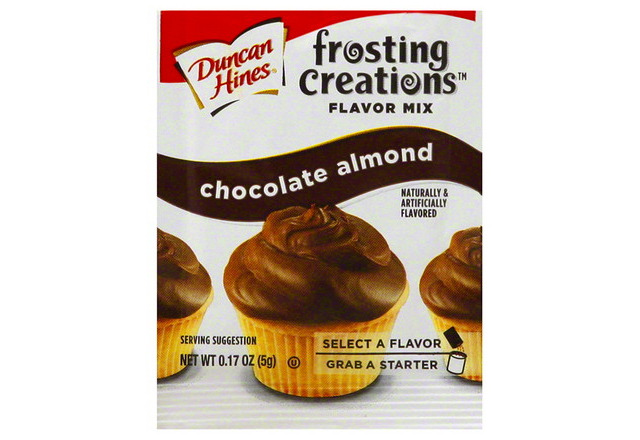 Duncan
Hines
frosting
creations™
FLAVOR MIX
chocolate almond
NATURALLY &
ARTIFICIALLY
FLAVORED
SERVING SUGGESTION
NET WT 0.17 OZ (5g) U
SELECT A FLAVOR
GRAB A STARTER